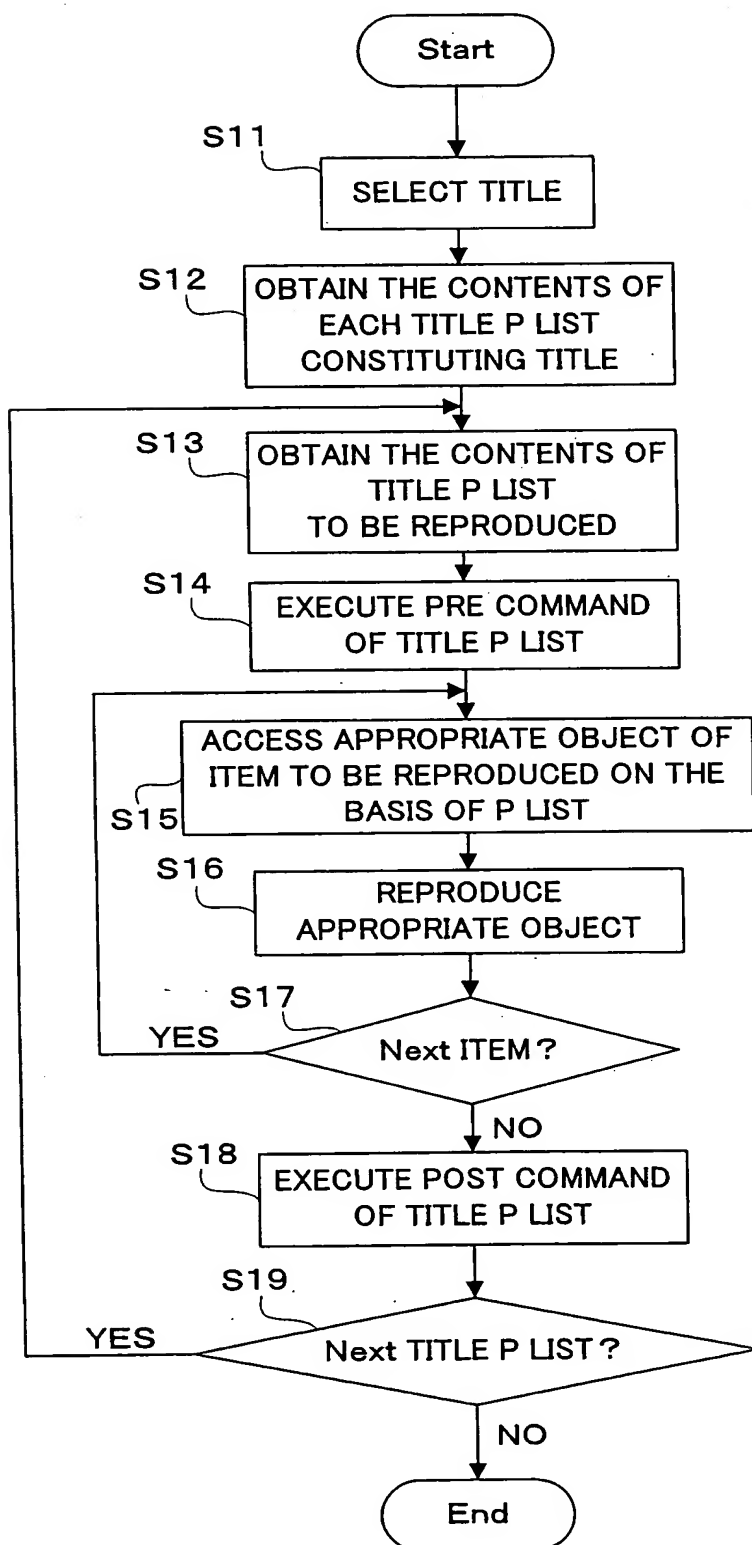 Start
S11
SELECT TITLE
S12
OBTAIN THE CONTENTS OF
EACH TITLE P LIST
CONSTITUTING TITLE
S13
OBTAIN THE CONTENTS OF
TITLE P LIST
TO BE REPRODUCED
S14
EXECUTE PRE COMMAND
OF TITLE P LIST
ACCESS APPROPRIATE OBJECT OF
ITEM TO BE REPRODUCED ON THE
BASIS OF P LIST
S15
S16
REPRODUCE
APPROPRIATE OBJECT
S17
YES
Next ITEM?
NO
S18
EXECUTE POST COMMAND
OF TITLE P LIST
S19
YES
Next TITLE P LIST?
NO
End